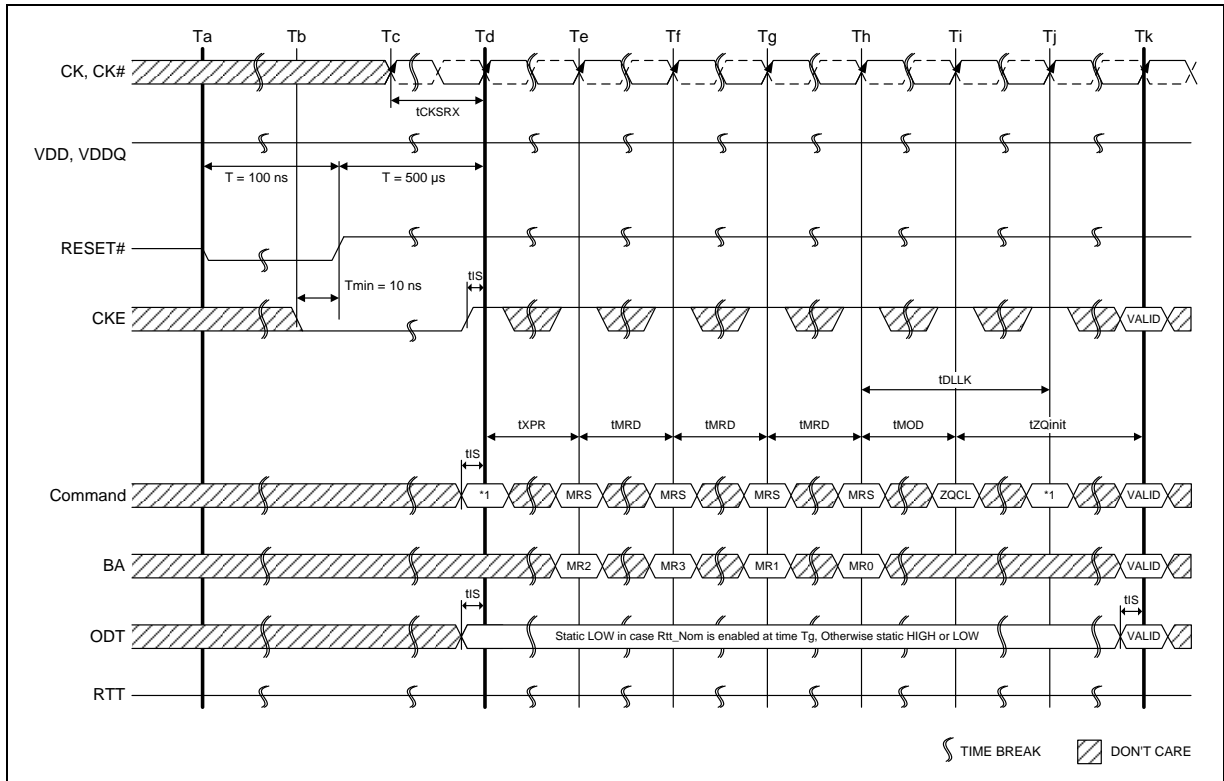 Ta Tb Tc Td Te Tf Tg Th Ti Tj Tk
CK, CK#
tCKSRX
VDD, VDDQ
T = 100 ns T = 500 µs
RESET#
tIS
Tmin = 10 ns
CKE VALID
tDLLK
tXPR tMRD tMRD tMRD tMOD tZQinit
tIS
Command *1 MRS MRS MRS MRS ZQCL *1 VALID
BA MR2 MR3 MR1 MR0 VALID
tIS tIS
ODT Static LOW in case Rtt_Nom is enabled at time Tg, Otherwise static HIGH or LOW VALID
RTT
TIME BREAK DON'T CARE